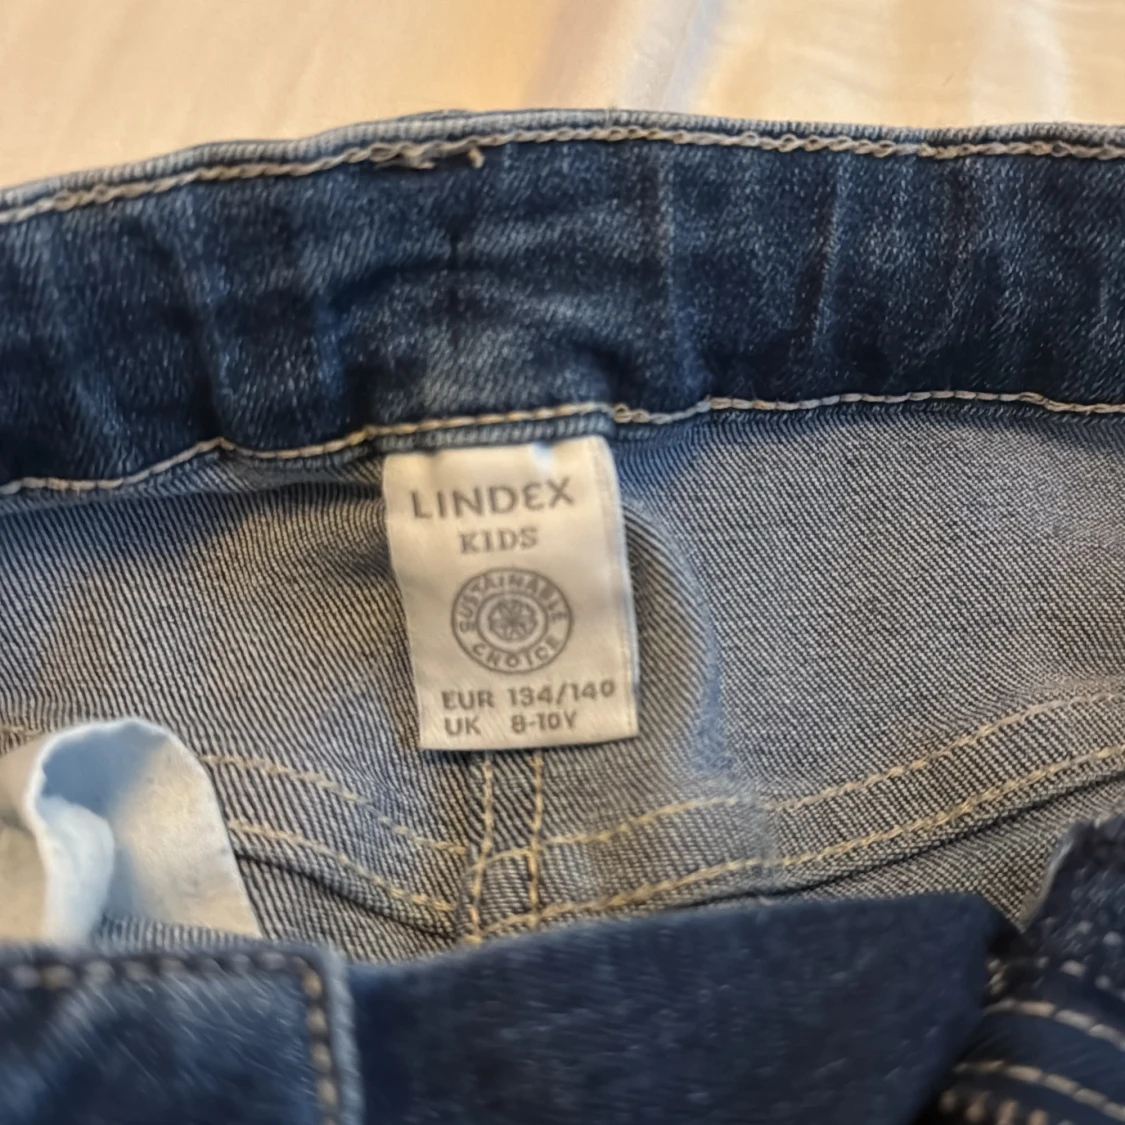 LINDEX
KIDS
SUSTAINABLE
CHOICE
EUR 134/140
UK 8-10Y